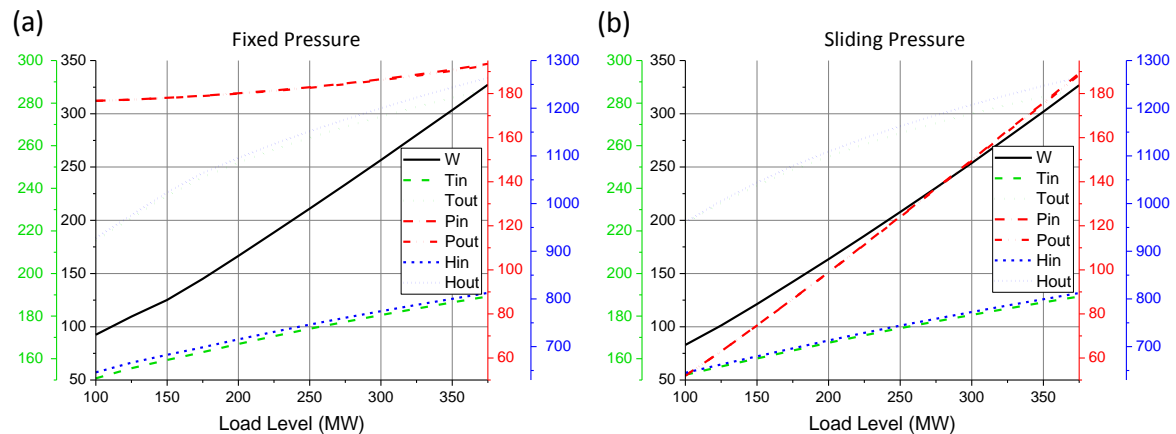 (a)
Fixed Pressure
300
280
260
240
220
200
180
160
350
300
250
200
150
100
50
W
Tin
Tout
Pin
Pout
Hin
Hout
180
160
140
120
100
80
60
1300
1200
1100
1000
900
800
700
100 150 200 250 300 350
Load Level (MW)
(b)
Sliding Pressure
300
280
260
240
220
200
180
160
350
300
250
200
150
100
50
W
Tin
Tout
Pin
Pout
Hin
Hout
180
160
140
120
100
80
60
1300
1200
1100
1000
900
800
700
100 150 200 250 300 350
Load Level (MW)